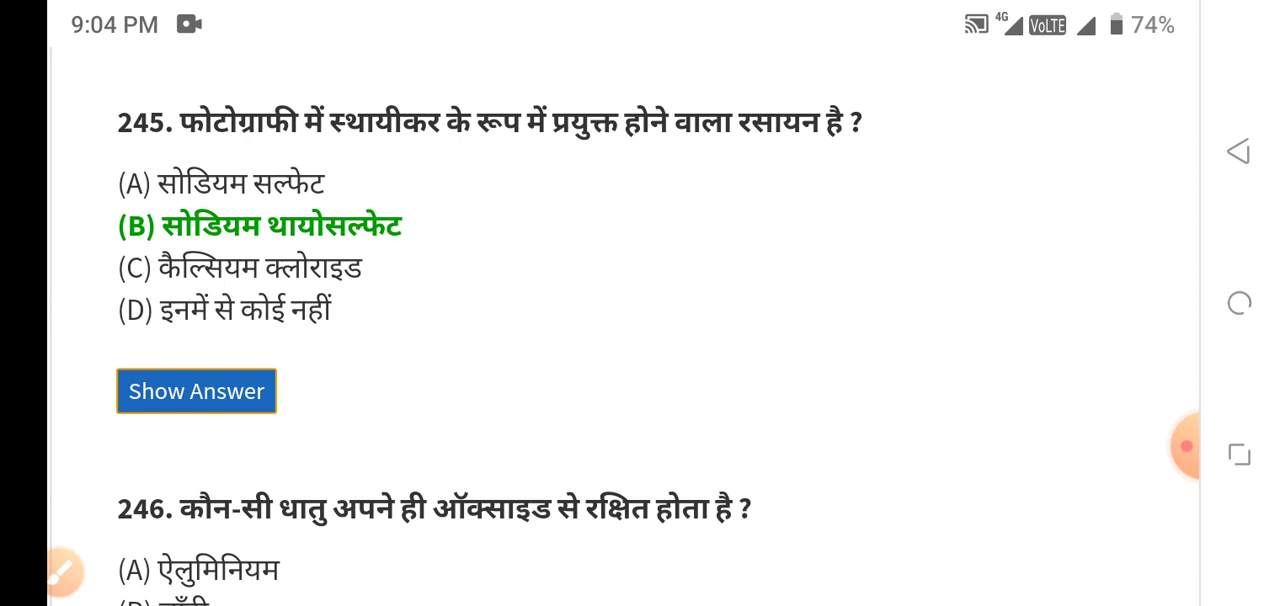 9:04 PM 4G VoLTE 74%
245. फोटोग्राफी में स्थायीकर के रूप में प्रयुक्त होने वाला रसायन है ?
(A) सोडियम सल्फेट
(B) सोडियम थायोसल्फेट
(C) कैल्सियम क्लोराइड
(D) इनमें से कोई नहीं
Show Answer
246. कौन-सी धातु अपने ही ऑक्साइड से रक्षित होता है ?
(A) ऐलुमिनियम